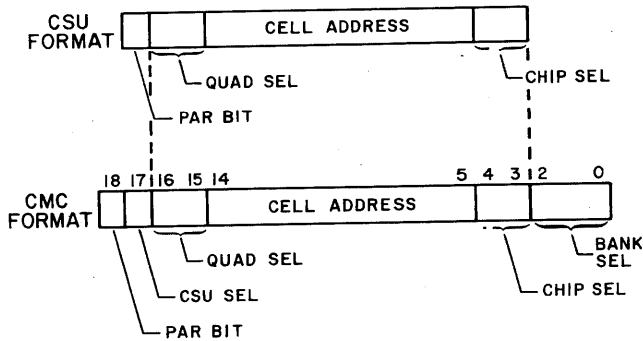 CSU
FORMAT
CELL ADDRESS
QUAD SEL
CHIP SEL
PAR BIT
18 17 16 15 14 5 4 3 2 0
CMC
FORMAT
CELL ADDRESS
QUAD SEL
BANK
SEL
CSU SEL
CHIP SEL
PAR BIT